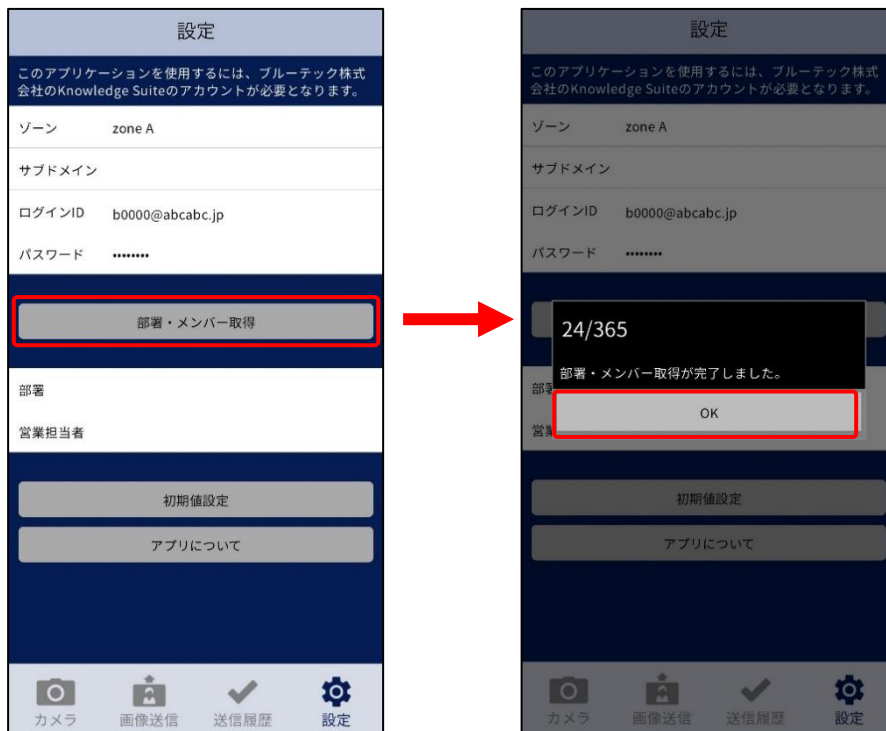 設定
このアプリケーションを使用するには、ブルーテック株式
会社のKnowledge Suiteのアカウントが必要となります。
ゾーン zone A
サブドメイン
ログインID b0000@abcabc.jp
パスワード ••••••••
部署・メンバー取得
部署
営業担当者
初期値設定
アプリについて
カメラ 画像送信 送信履歴 設定
設定
このアプリケーションを使用するには、ブルーテック株式
会社のKnowledge Suiteのアカウントが必要となります。
ゾーン zone A
サブドメイン
ログインID b0000@abcabc.jp
パスワード ••••••••
24/365
部署・メンバー取得が完了しました。
部署
OK
営業
初期値設定
アプリについて
カメラ 画像送信 送信履歴 設定